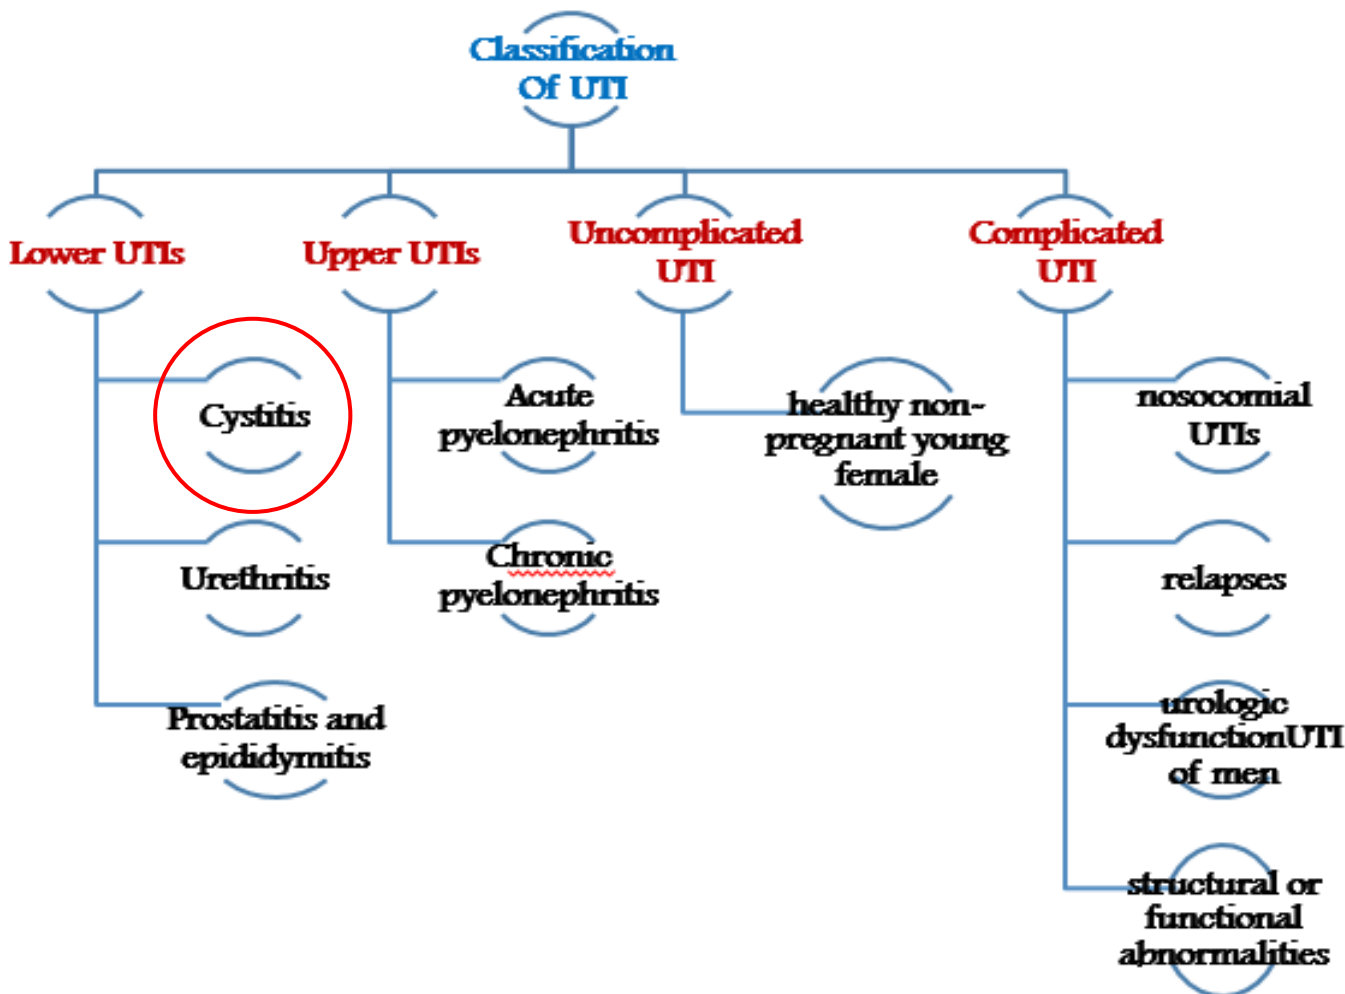 Classification
Of UTI
Lower UTIs
Upper UTIs
Uncomplicated
UTI
Complicated
UTI
Cystitis
Urethritis
Prostatitis and
epididymitis
Acute
pyelonephritis
Chronic
pyelonephritis
healthy non-
pregnant young
female
nosocomial
UTIs
relapses
urologic
dysfunctionUTI
of men
structural or
functional
abnormalities